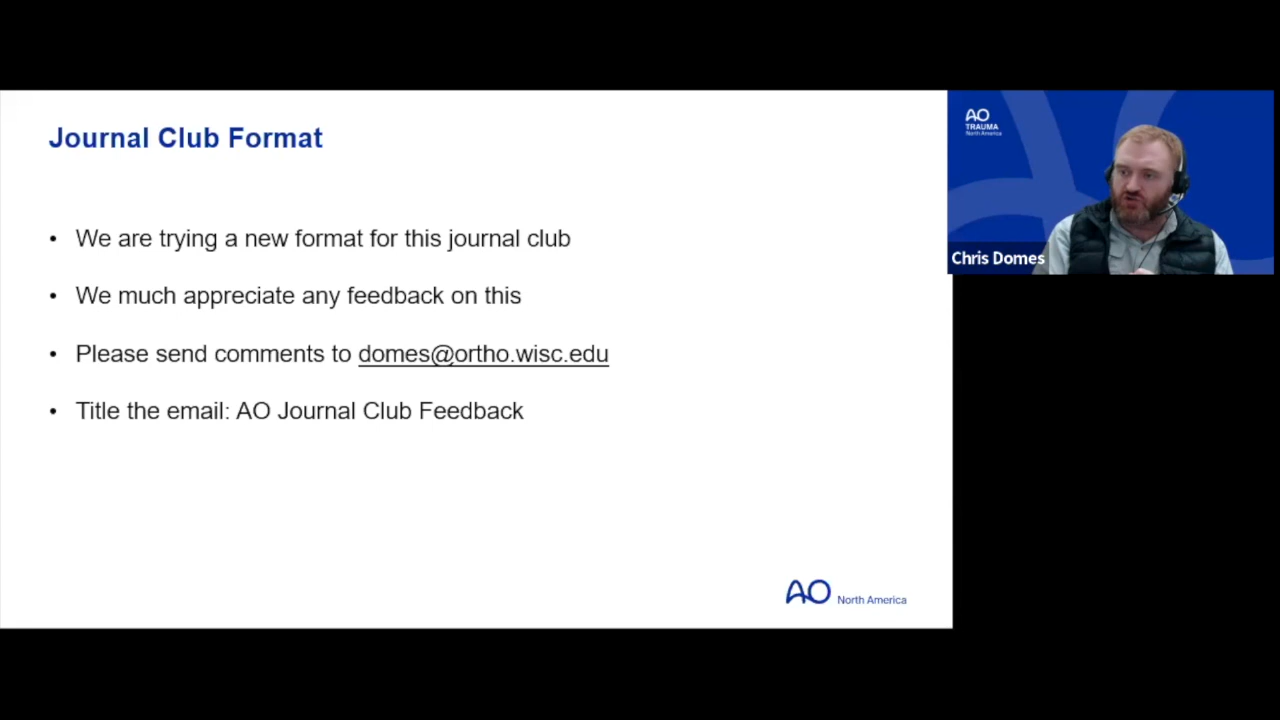 Journal Club Format
• We are trying a new format for this journal club
• We much appreciate any feedback on this
• Please send comments to domes@ortho.wisc.edu
• Title the email: AO Journal Club Feedback
AO North America
AO
TRAUMA
North America
Chris Domes